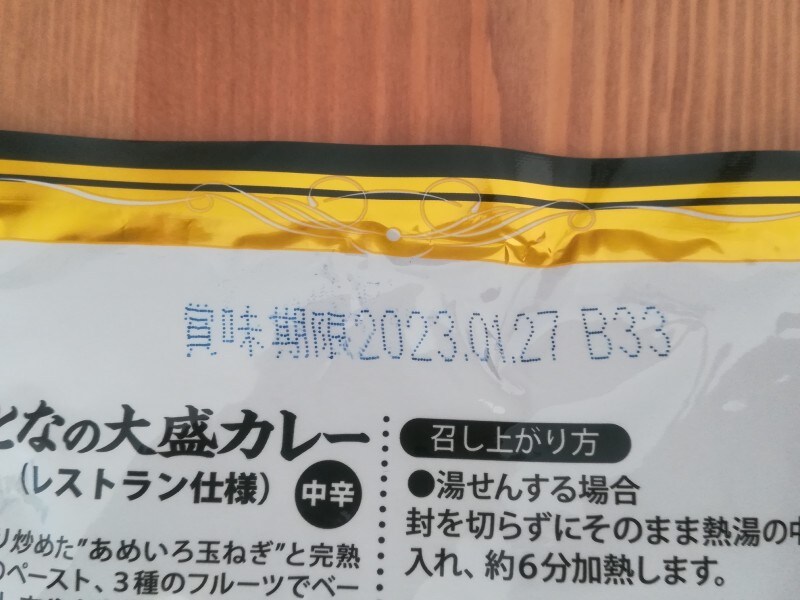 賞味期限2023.01.27 B33
となの大盛カレー
(レストラン仕様) 中辛
リ炒めた"あめいろ玉ねぎ"と完熟
のペースト、3種のフルーツでベー
召し上がり方
●湯せんする場合
封を切らずにそのまま熱湯の中
入れ、約6分加熱します。